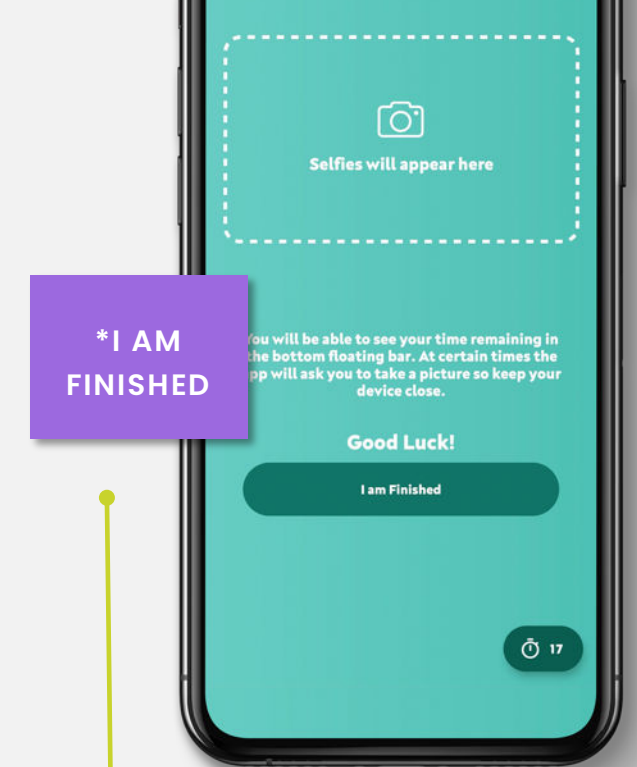 Selfies will appear here
*I AM
FINISHED
You will be able to see your time remaining in
the bottom floating bar. At certain times the
app will ask you to take a picture so keep your
device close.
Good Luck!
I am Finished
17